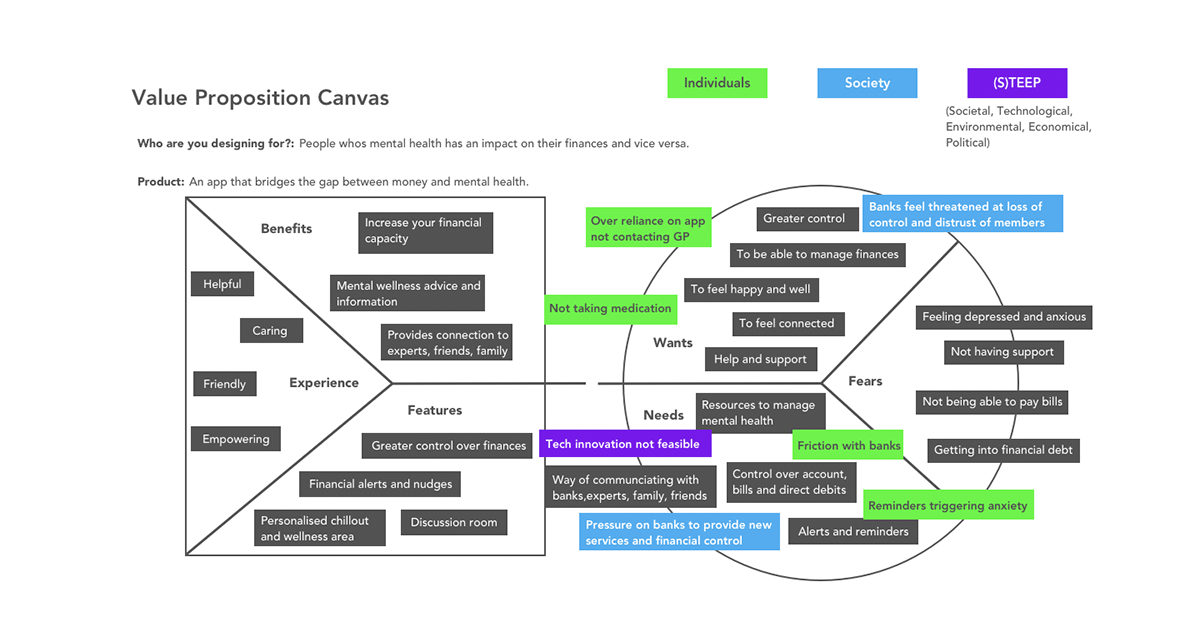 Individuals
Society
(S)TEEP
Value Proposition Canvas
(Societal, Technological,
Environmental, Economical,
Political)
Who are you designing for?: People whos mental health has an impact on their finances and vice versa.
Product: An app that bridges the gap between money and mental health.
Benefits
Increase your financial
capacity
Helpful
Mental wellness advice and
information
Caring
Provides connection to
experts, friends, family
Friendly
Experience
Empowering
Features
Greater control over finances
Financial alerts and nudges
Personalised chillout
and wellness area
Discussion room
Over reliance on app
not contacting GP
Greater control
Banks feel threatened at loss of
control and distrust of members
To be able to manage finances
To feel happy and well
Not taking medication
To feel connected
Wants
Help and support
Feeling depressed and anxious
Not having support
Fears
Not being able to pay bills
Getting into financial debt
Needs
Resources to manage
mental health
Tech innovation not feasible
Friction with banks
Way of communciating with
banks,experts, family, friends
Control over account,
bills and direct debits
Reminders triggering anxiety
Pressure on banks to provide new
services and financial control
Alerts and reminders